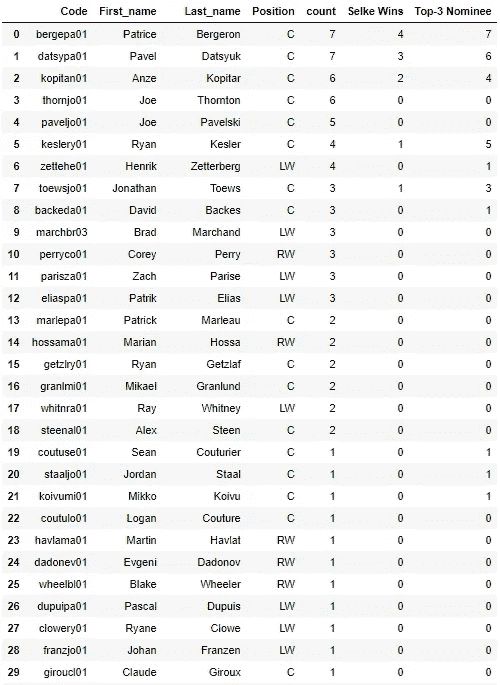 Code First_name Last_name Position count Selke Wins Top-3 Nominee
0 bergepa01 Patrice Bergeron C 7 4 7
1 datsypa01 Pavel Datsyuk C 7 3 6
2 kopitan01 Anze Kopitar C 6 2 4
3 thornjo01 Joe Thornton C 6 0 0
4 paveljo01 Joe Pavelski C 5 0 0
5 keslery01 Ryan Kesler C 4 1 5
6 zettehe01 Henrik Zetterberg LW 4 0 1
7 toewsjo01 Jonathan Toews C 3 1 3
8 backeda01 David Backes C 3 0 1
9 marchbr03 Brad Marchand LW 3 0 0
10 perryco01 Corey Perry RW 3 0 0
11 parisza01 Zach Parise LW 3 0 0
12 eliaspa01 Patrik Elias LW 3 0 0
13 marlepa01 Patrick Marleau C 2 0 0
14 hossama01 Marian Hossa RW 2 0 0
15 getzlry01 Ryan Getzlaf C 2 0 0
16 granlmi01 Mikael Granlund C 2 0 0
17 whitnra01 Ray Whitney LW 2 0 0
18 steenal01 Alex Steen C 2 0 0
19 coutuse01 Sean Couturier C 1 0 1
20 staaljo01 Jordan Staal C 1 0 1
21 koivumi01 Mikko Koivu C 1 0 1
22 coutulo01 Logan Couture C 1 0 0
23 havlama01 Martin Havlat RW 1 0 0
24 dadonev01 Evgeni Dadonov RW 1 0 0
25 wheelbl01 Blake Wheeler RW 1 0 0
26 dupuipa01 Pascal Dupuis LW 1 0 0
27 clowery01 Ryane Clowe LW 1 0 0
28 franzjo01 Johan Franzen LW 1 0 0
29 giroucl01 Claude Giroux C 1 0 0